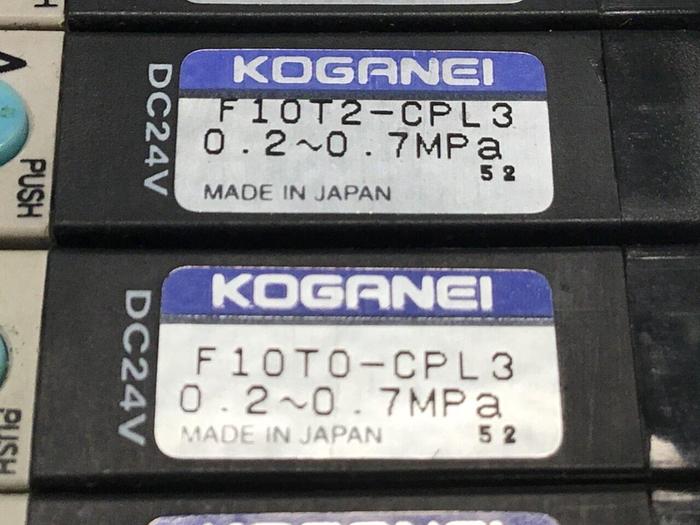 H
A
DC24V
PUSH
KOGANEI
F10T2-CPL3
0.2~0.7MPa
52
MADE IN JAPAN
DC24V
PUSH
KOGANEI
F10T0-CPL3
0.2~0.7MPa
MADE IN JAPAN 52